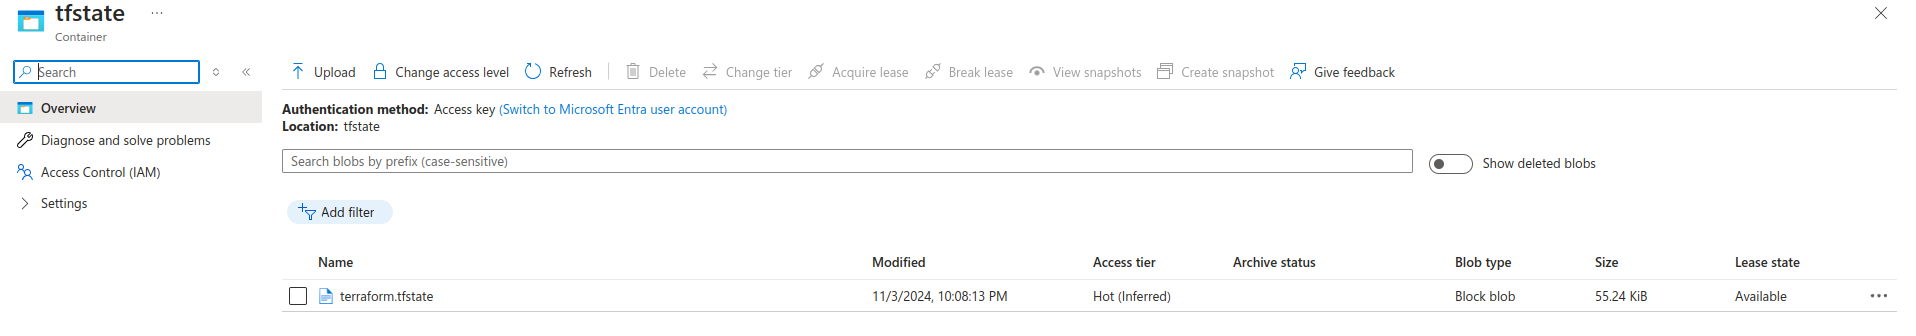 tfstate ...
Container
Search
Upload Change access level Refresh Delete Change tier Acquire lease Break lease View snapshots Create snapshot Give feedback
Overview
Diagnose and solve problems
Access Control (IAM)
Settings
Authentication method: Access key (Switch to Microsoft Entra user account)
Location: tfstate
Search blobs by prefix (case-sensitive)
Show deleted blobs
Add filter
Name Modified Access tier Archive status Blob type Size Lease state
terraform.tfstate 11/3/2024, 10:08:13 PM Hot (Inferred) Block blob 55.24 KiB Available ...